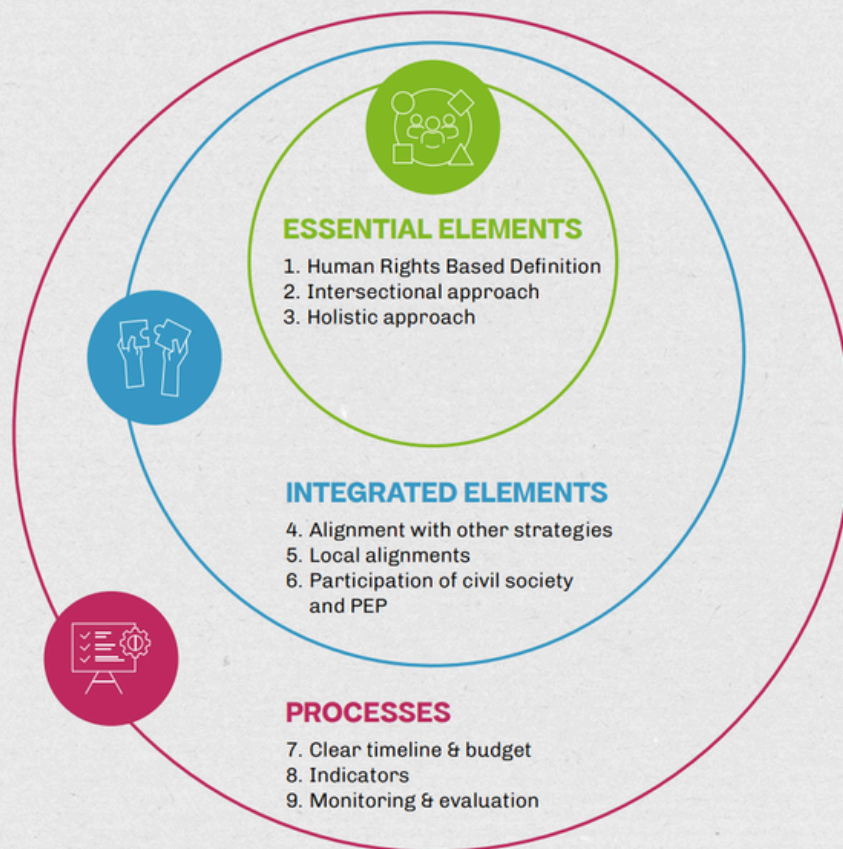 ESSENTIAL ELEMENTS
1. Human Rights Based Definition
2. Intersectional approach
3. Holistic approach
INTEGRATED ELEMENTS
4. Alignment with other strategies
5. Local alignments
6. Participation of civil society
and PEP
PROCESSES
7. Clear timeline & budget
8. Indicators
9. Monitoring & evaluation